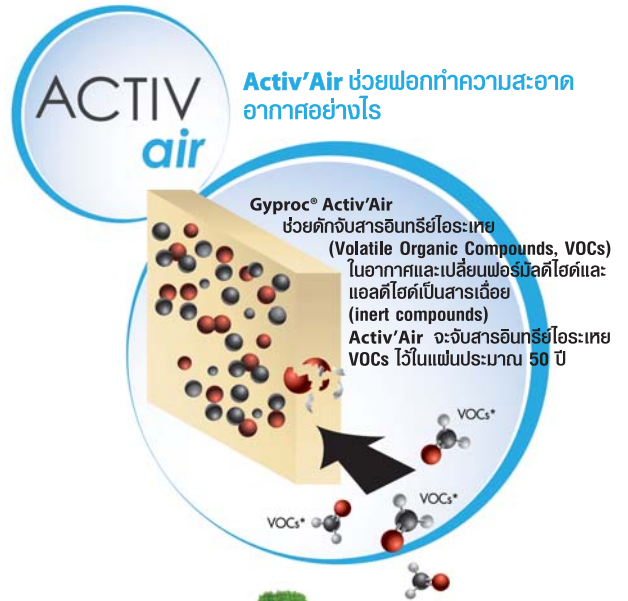 ACTIV
air
Activ'Air ช่วยฟอกทำความสะอาด
อากาศอย่างไร
Gyproc® Activ'Air
ช่วยดักจับสารอินทรีย์ไอระเหย
(Volatile Organic Compounds, VOCs)
ในอากาศและเปลี่ยนฟอร์มัลดีไฮด์และ
แอลดีไฮด์เป็นสารเฉื่อย
(inert compounds)
Activ'Air จะจับสารอินทรีย์ไอระเหย
VOCs ไว้ในแผ่นประมาณ 50 ปี
VOCs*
VOCs*
VOCs*